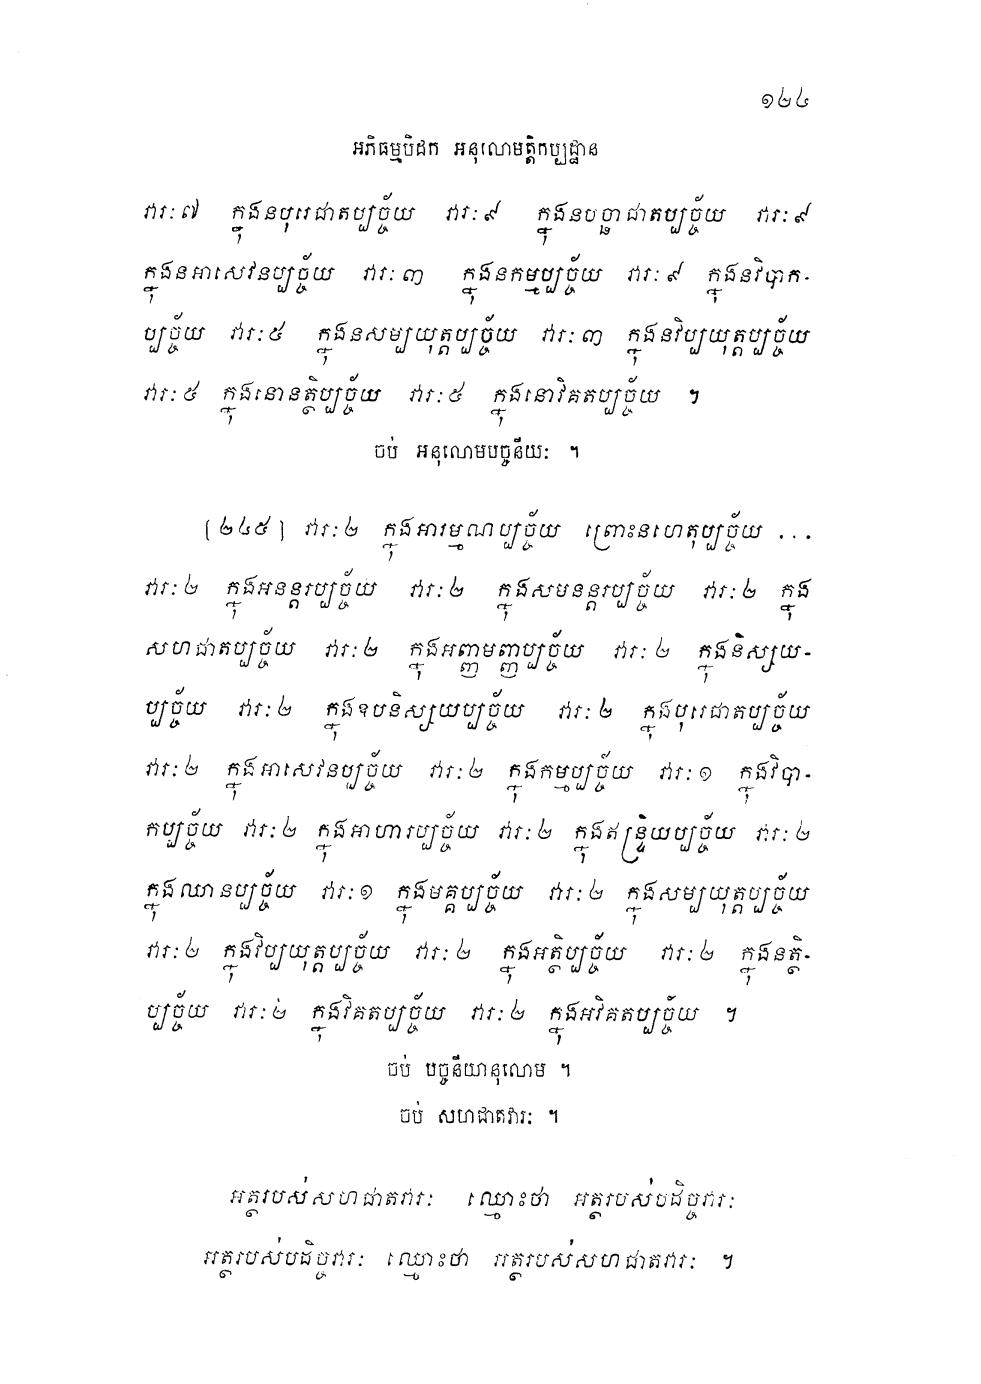 ១២៤
អភិធម្មបិដក អនុលោមត្តិកប្បដ្ឋាន
វារៈ៧ ក្នុងនបុរេជាតប្បច្ច័យ វារៈ៩ ក្នុងនបច្ឆាជាតប្បច្ច័យ វារៈ៩
ក្នុងនអាសេវនប្បច្ច័យ វារៈ៣ ក្នុងនកម្មប្បច្ច័យ វារៈ៩ ក្នុងនវិបាក-
ប្បច្ច័យ វារៈ៥ ក្នុងនសម្បយុត្តប្បច្ច័យ វារៈ៣ ក្នុងនវិប្បយុត្តប្បច្ច័យ
វារៈ៥ ក្នុងនោនត្ថិប្បច្ច័យ វារៈ៥ ក្នុងនោវិគតប្បច្ច័យ ។
ចប់ អនុលោមបច្ចនីយៈ ។
[២៤៥] វារៈ២ ក្នុងអារម្មណប្បច្ច័យ ព្រោះនហេតុប្បច្ច័យ ...
វារៈ២ ក្នុងអនន្តរប្បច្ច័យ វារៈ២ ក្នុងសមនន្តរប្បច្ច័យ វារៈ២ ក្នុង
សហជាតប្បច្ច័យ វារៈ២ ក្នុងអញ្ញមញ្ញប្បច្ច័យ វារៈ២ ក្នុងនិស្សយ-
ប្បច្ច័យ វារៈ២ ក្នុងឧបនិស្សយប្បច្ច័យ វារៈ២ ក្នុងបុរេជាតប្បច្ច័យ
វារៈ២ ក្នុងអាសេវនប្បច្ច័យ វារៈ២ ក្នុងកម្មប្បច្ច័យ វារៈ១ ក្នុងវិបា-
កប្បច្ច័យ វារៈ២ ក្នុងអាហារប្បច្ច័យ វារៈ២ ក្នុងឥន្ទ្រិយប្បច្ច័យ វារៈ២
ក្នុងឈានប្បច្ច័យ វារៈ១ ក្នុងមគ្គប្បច្ច័យ វារៈ២ ក្នុងសម្បយុត្តប្បច្ច័យ
វារៈ២ ក្នុងវិប្បយុត្តប្បច្ច័យ វារៈ២ ក្នុងអត្ថិប្បច្ច័យ វារៈ២ ក្នុងនត្ថិ-
ប្បច្ច័យ វារៈ២ ក្នុងវិគតប្បច្ច័យ វារៈ២ ក្នុងអវិគតប្បច្ច័យ ។
ចប់ បច្ចនីយានុលោម ។
ចប់ សហជាតវារៈ ។
អត្ថរបស់សហជាតវារៈ ឈ្មោះថា អត្ថរបស់បដិច្ចវារៈ
អត្ថរបស់បដិច្ចវារៈ ឈ្មោះថា អត្ថរបស់សហជាតវារៈ ។